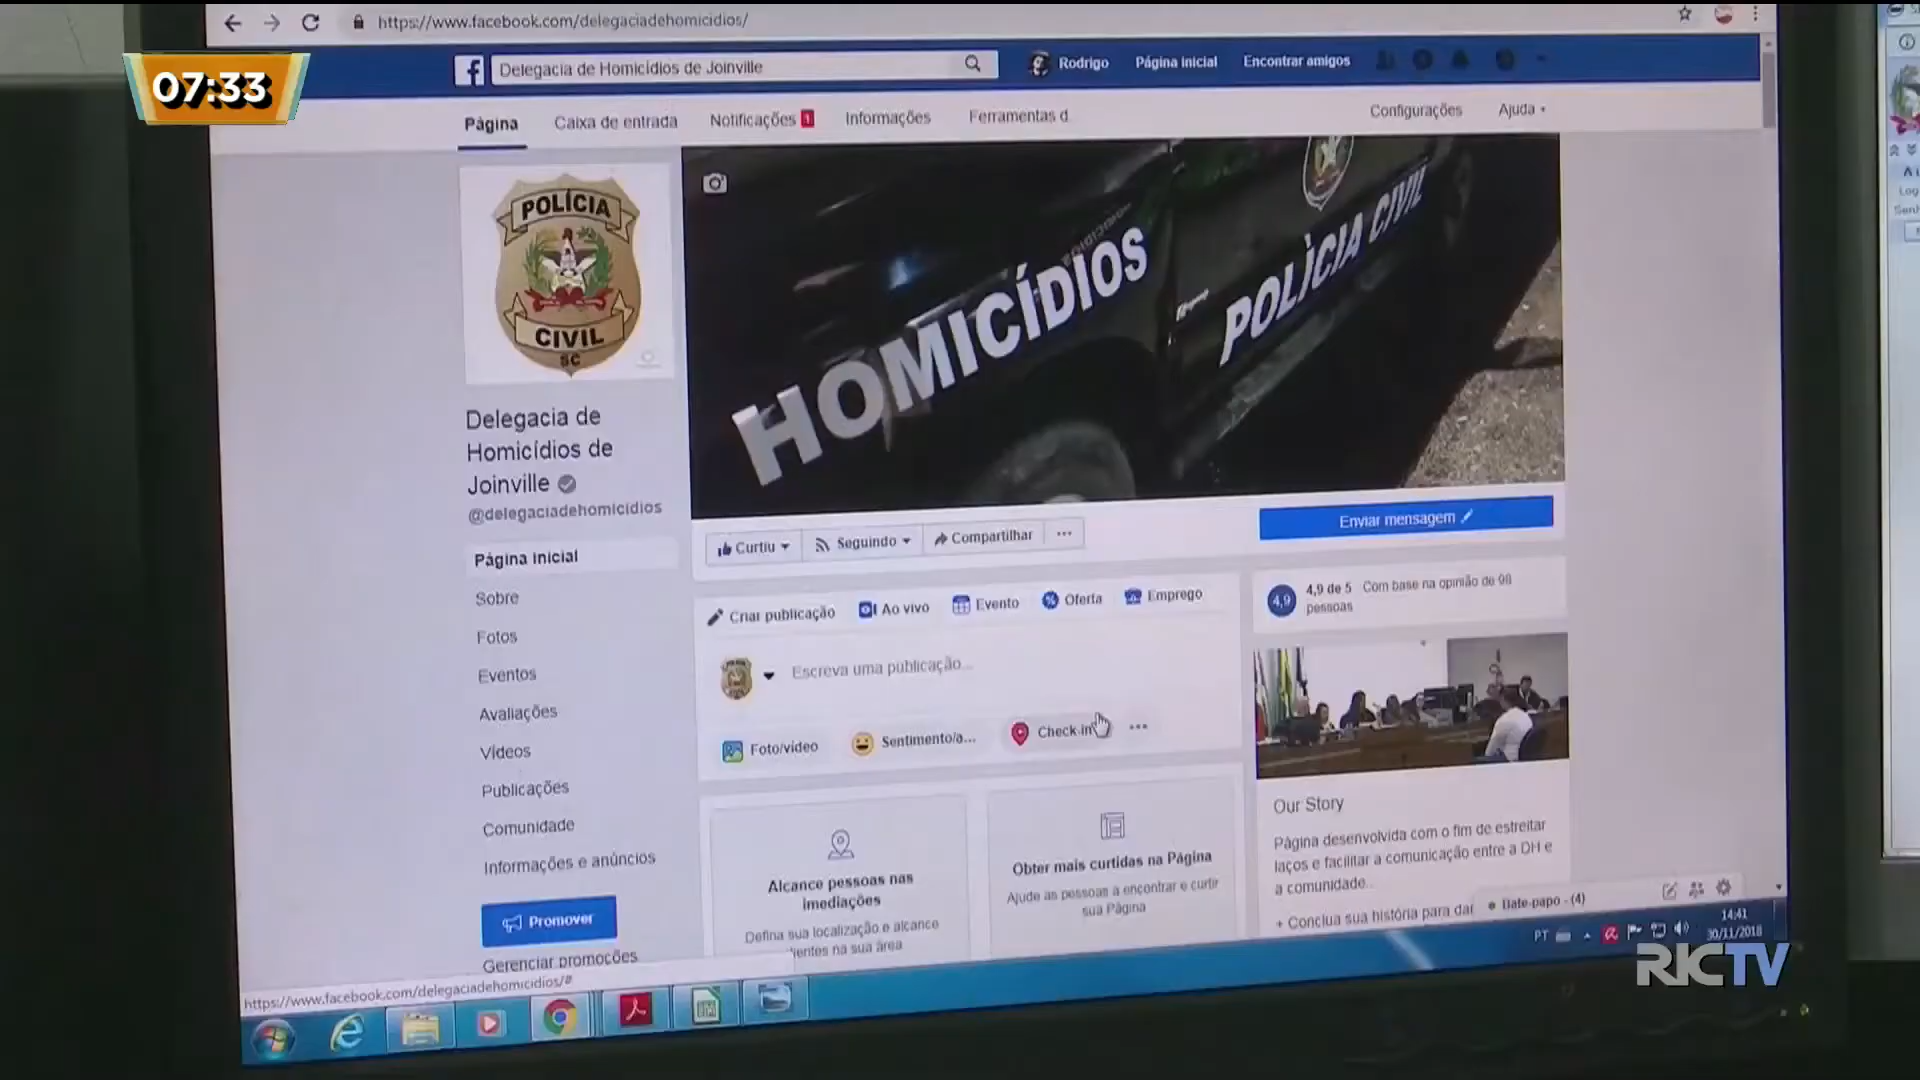 https://www.facebook.com/delegaciadehomicidios/
07:33
Delegacia de Homicídios de Joinville
Rodrigo
Página inicial
Encontrar amigos
Página
Caixa de entrada
Notificações 1
Informações
Ferramentas d
Configurações
Ajuda
POLÍCIA
CIVIL
SC
HOMICÍDIOS
POLÍCIA CIVIL
Delegacia de
Homicídios de
Joinville
@delegaciadehomicidios
Curtiu
Seguindo
Compartilhar
Enviar mensagem
Página inicial
Sobre
Fotos
Eventos
Avaliações
Vídeos
Publicações
Comunidade
Informações e anúncios
Promover
Gerenciar promoções
Criar publicação
Ao vivo
Evento
Oferta
Emprego
Escreva uma publicação...
Foto/vídeo
Sentimento/a...
Check-in
Alcance pessoas nas
imediações
Defina sua localização e alcance
clientes na sua área
Obter mais curtidas na Página
Ajude as pessoas a encontrar e curtir
sua Página
4,9
4,9 de 5 Com base na opinião de 98
pessoas
Our Story
Página desenvolvida com o fim de estreitar
laços e facilitar a comunicação entre a DH e
a comunidade...
+ Conclua sua história para dar
Bate-papo - (4)
https://www.facebook.com/delegaciadehomicidios/#
PT
14:41
30/11/2018
RICTV